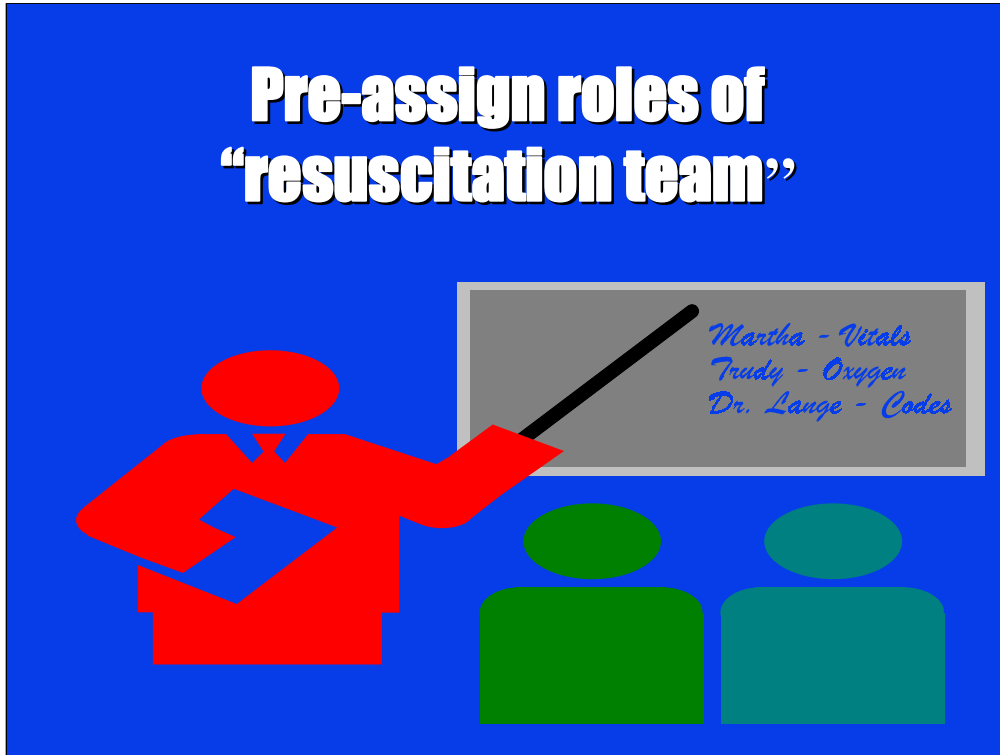 Pre-assign roles of
“resuscitation team”
Martha - Vitals
Trudy - Oxygen
Dr. Lange - Codes